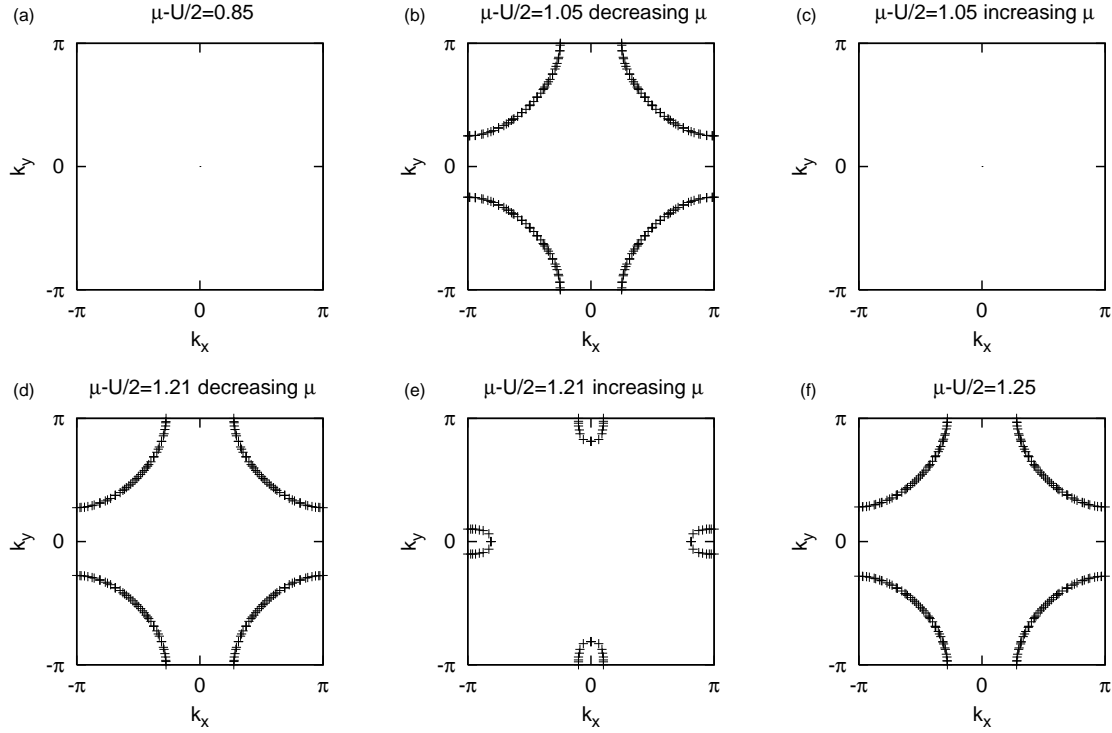 (a) μ-U/2=0.85
π
0
-π
-π 0 π
k_y
k_x
(b) μ-U/2=1.05 decreasing μ
π
0
-π
-π 0 π
k_y
k_x
(c) μ-U/2=1.05 increasing μ
π
0
-π
-π 0 π
k_y
k_x
(d) μ-U/2=1.21 decreasing μ
π
0
-π
-π 0 π
k_y
k_x
(e) μ-U/2=1.21 increasing μ
π
0
-π
-π 0 π
k_y
k_x
(f) μ-U/2=1.25
π
0
-π
-π 0 π
k_y
k_x